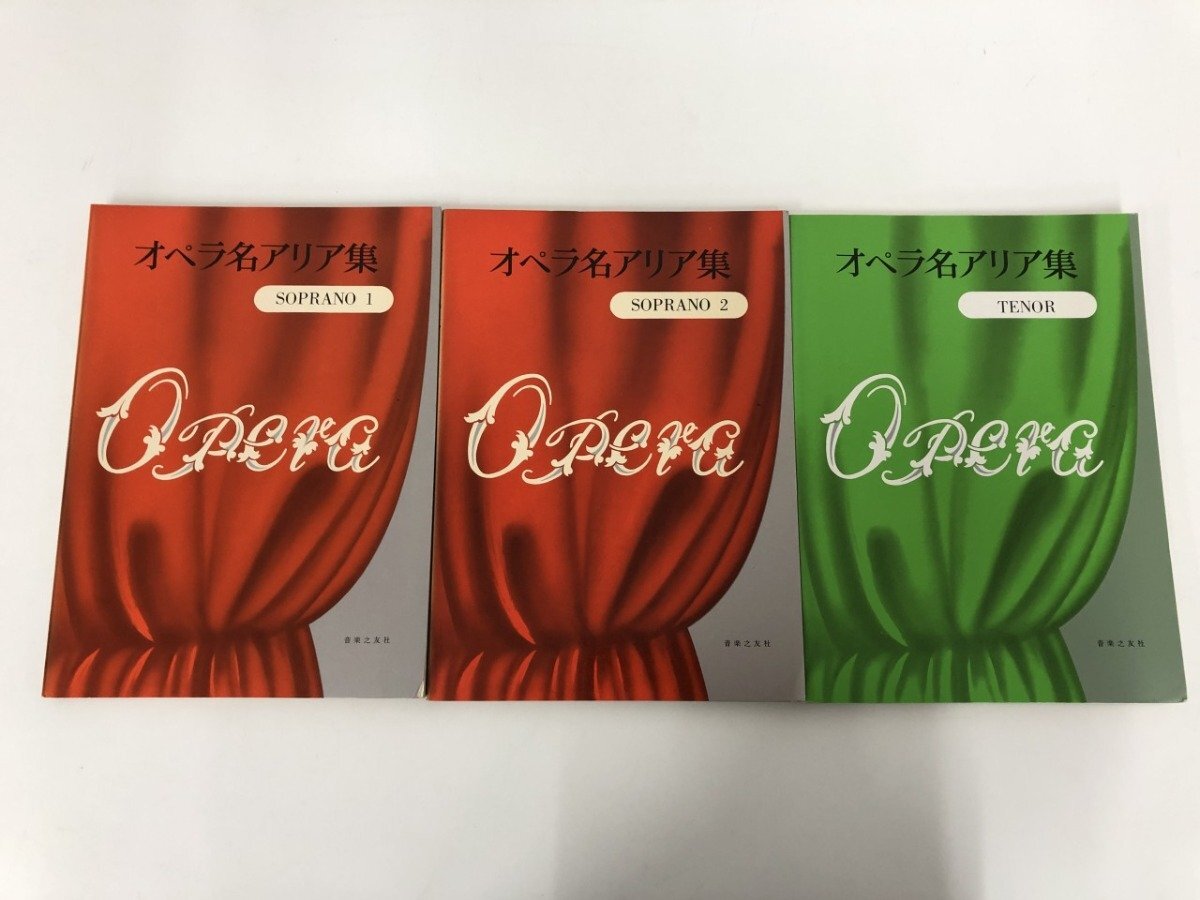 オペラ名アリア集
SOPRANO 1
Opera
音楽之友社
オペラ名アリア集
SOPRANO 2
Opera
音楽之友社
オペラ名アリア集
TENOR
Opera
音楽之友社